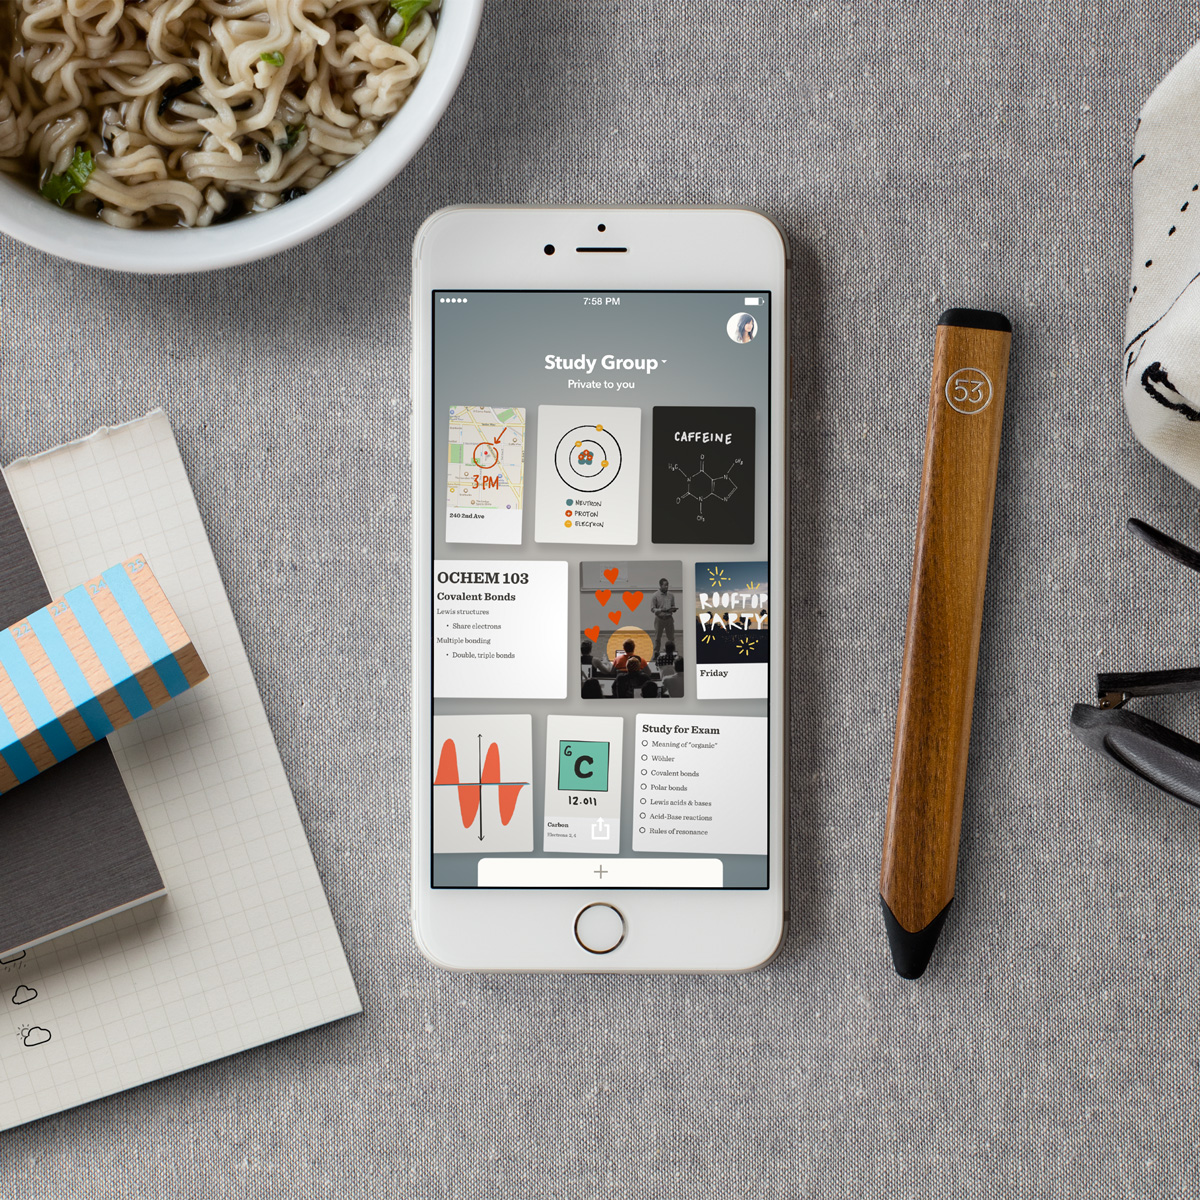 7:58 PM
Study Group
Private to you
3 PM
240 2nd Ave
NEUTRON
PROTON
ELECTRON
CAFFEINE
H₃C
O
CH₃
N
N
O
N
N
CH₃
OCHEM 103
Covalent Bonds
Lewis structures
• Share electrons
Multiple bonding
• Double, triple bonds
ROOFTOP
PARTY
Friday
6
C
12.011
Carbon
Study for Exam
Meaning of "organic"
Wöhler
Covalent bonds
Polar bonds
Lewis acids & bases
Acid-Base reactions
Rules of resonance
+
53